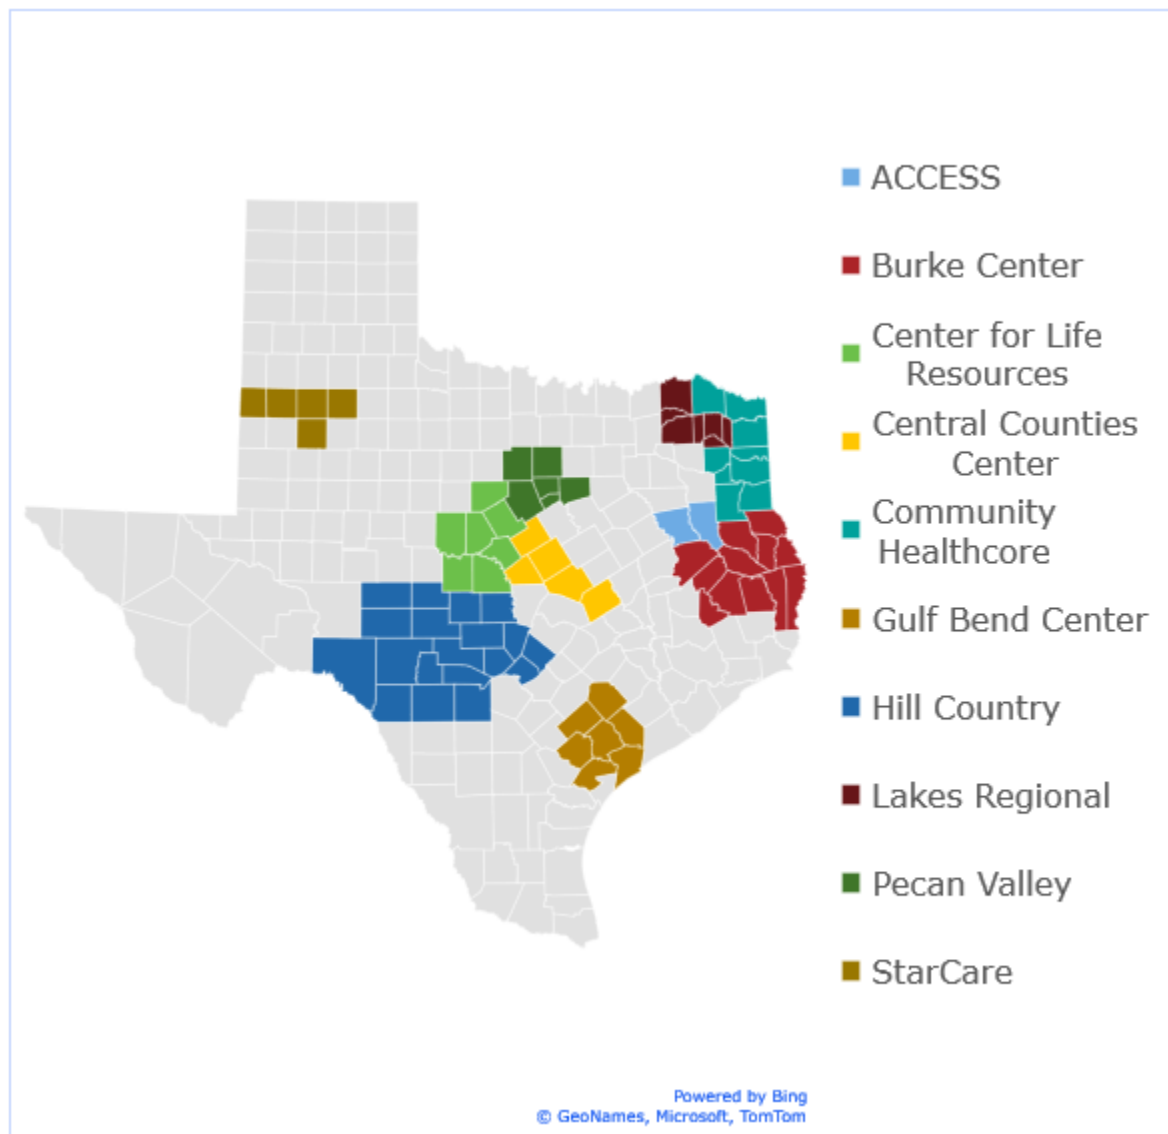 ACCESS
Burke Center
Center for Life
Resources
Central Counties
Center
Community
Healthcore
Gulf Bend Center
Hill Country
Lakes Regional
Pecan Valley
StarCare
Powered by Bing
© GeoNames, Microsoft, TomTom